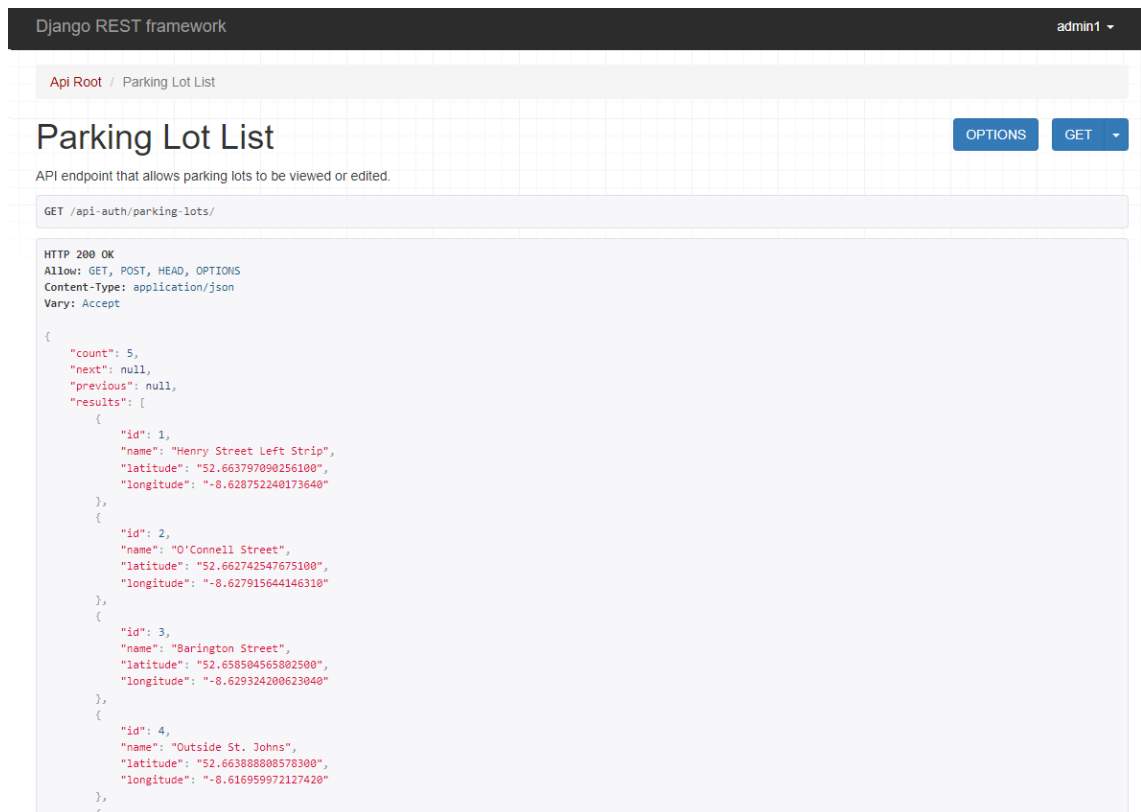 Django REST framework
admin1
Api Root / Parking Lot List
Parking Lot List
OPTIONS
GET
API endpoint that allows parking lots to be viewed or edited.
GET /api-auth/parking-lots/
HTTP 200 OK
Allow: GET, POST, HEAD, OPTIONS
Content-Type: application/json
Vary: Accept
{
"count": 5,
"next": null,
"previous": null,
"results": [
{
"id": 1,
"name": "Henry Street Left Strip",
"latitude": "52.663797090256100",
"longitude": "-8.628752240173640"
},
{
"id": 2,
"name": "O'Connell Street",
"latitude": "52.662742547675100",
"longitude": "-8.627915644146310"
},
{
"id": 3,
"name": "Barington Street",
"latitude": "52.658504565802500",
"longitude": "-8.629324200623040"
},
{
"id": 4,
"name": "Outside St. Johns",
"latitude": "52.663888808578300",
"longitude": "-8.616959972127420"
},
{